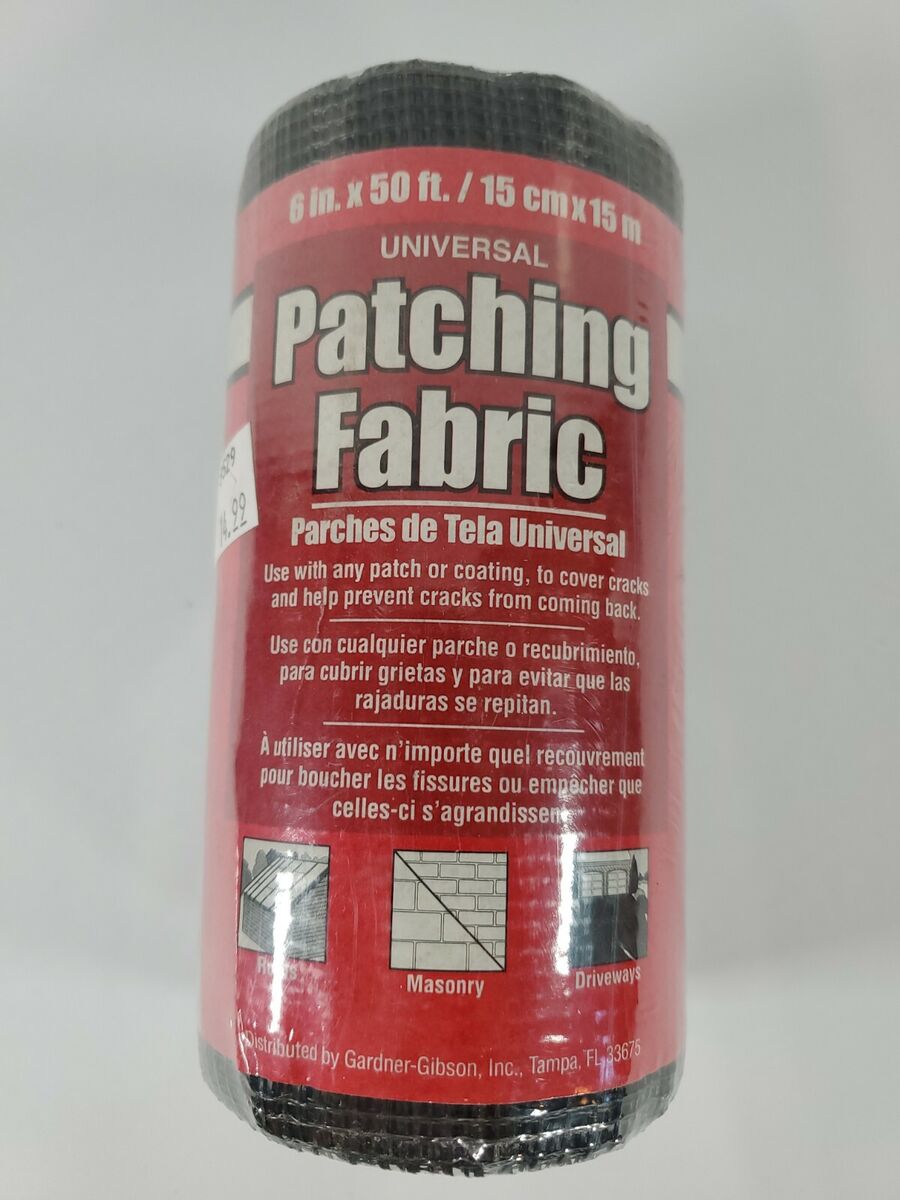 6 in. x 50 ft. / 15 cm x 15 m
UNIVERSAL
Patching
Fabric
Parches de Tela Universal
Use with any patch or coating, to cover cracks
and help prevent cracks from coming back.
Use con cualquier parche o recubrimiento,
para cubrir grietas y para evitar que las
rajaduras se repitan.
À utiliser avec n'importe quel recouvrement
pour boucher les fissures ou empêcher que
celles-ci s'agrandissent
Masonry
Driveways
Distributed by Gardner-Gibson, Inc., Tampa, FL 33675